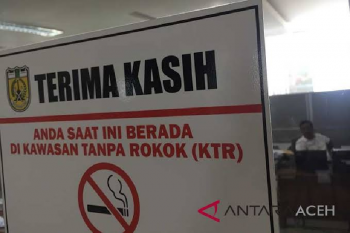 TERIMA KASIH
ANDA SAAT INI BERADA
DI KAWASAN TANPA ROKOK (KTR)
ANTARA ACEH